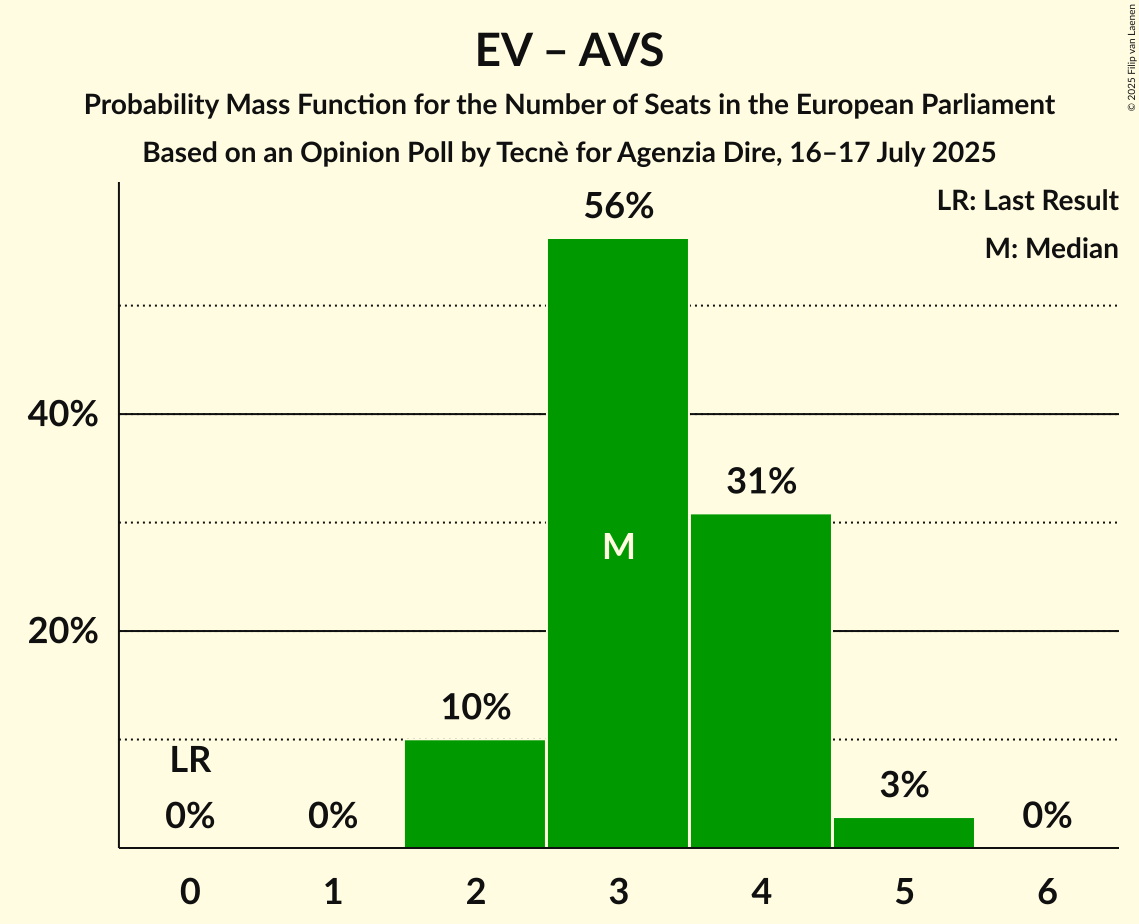 EV – AVS
Probability Mass Function for the Number of Seats in the European Parliament
Based on an Opinion Poll by Tecnè for Agenzia Dire, 16–17 July 2025
© 2025 Filip van Laenen
LR: Last Result
M: Median
56%
40%
31%
M
20%
10%
LR
3%
0%
0%
0%
0
1
2
3
4
5
6